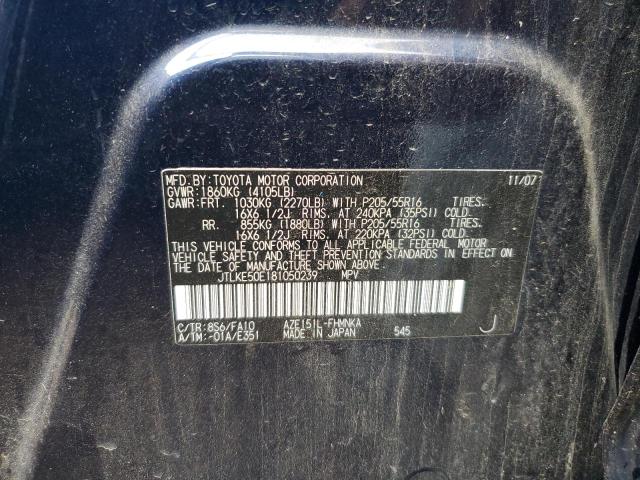 MFD. BY: TOYOTA MOTOR CORPORATION 11/07
GVWR: 1860KG (4105LB)
GAWR: FRT. 1030KG (2270LB) WITH P205/55R16 TIRES.
16X6 1/2J RIMS, AT 240KPA (35PSI) COLD.
RR. 855KG (1880LB) WITH P205/55R16 TIRES.
16X6 1/2J RIMS, AT 220KPA (32PSI) COLD.
THIS VEHICLE CONFORMS TO ALL APPLICABLE FEDERAL MOTOR
VEHICLE SAFETY AND THEFT PREVENTION STANDARDS IN EFFECT ON
THE DATE OF MANUFACTURE SHOWN ABOVE.
JTLKE50E181050239 MPV
C/TR: 8S6/FA10 AZE151L-FHMNKA
A/TM: -01A/E351 MADE IN JAPAN 545 J